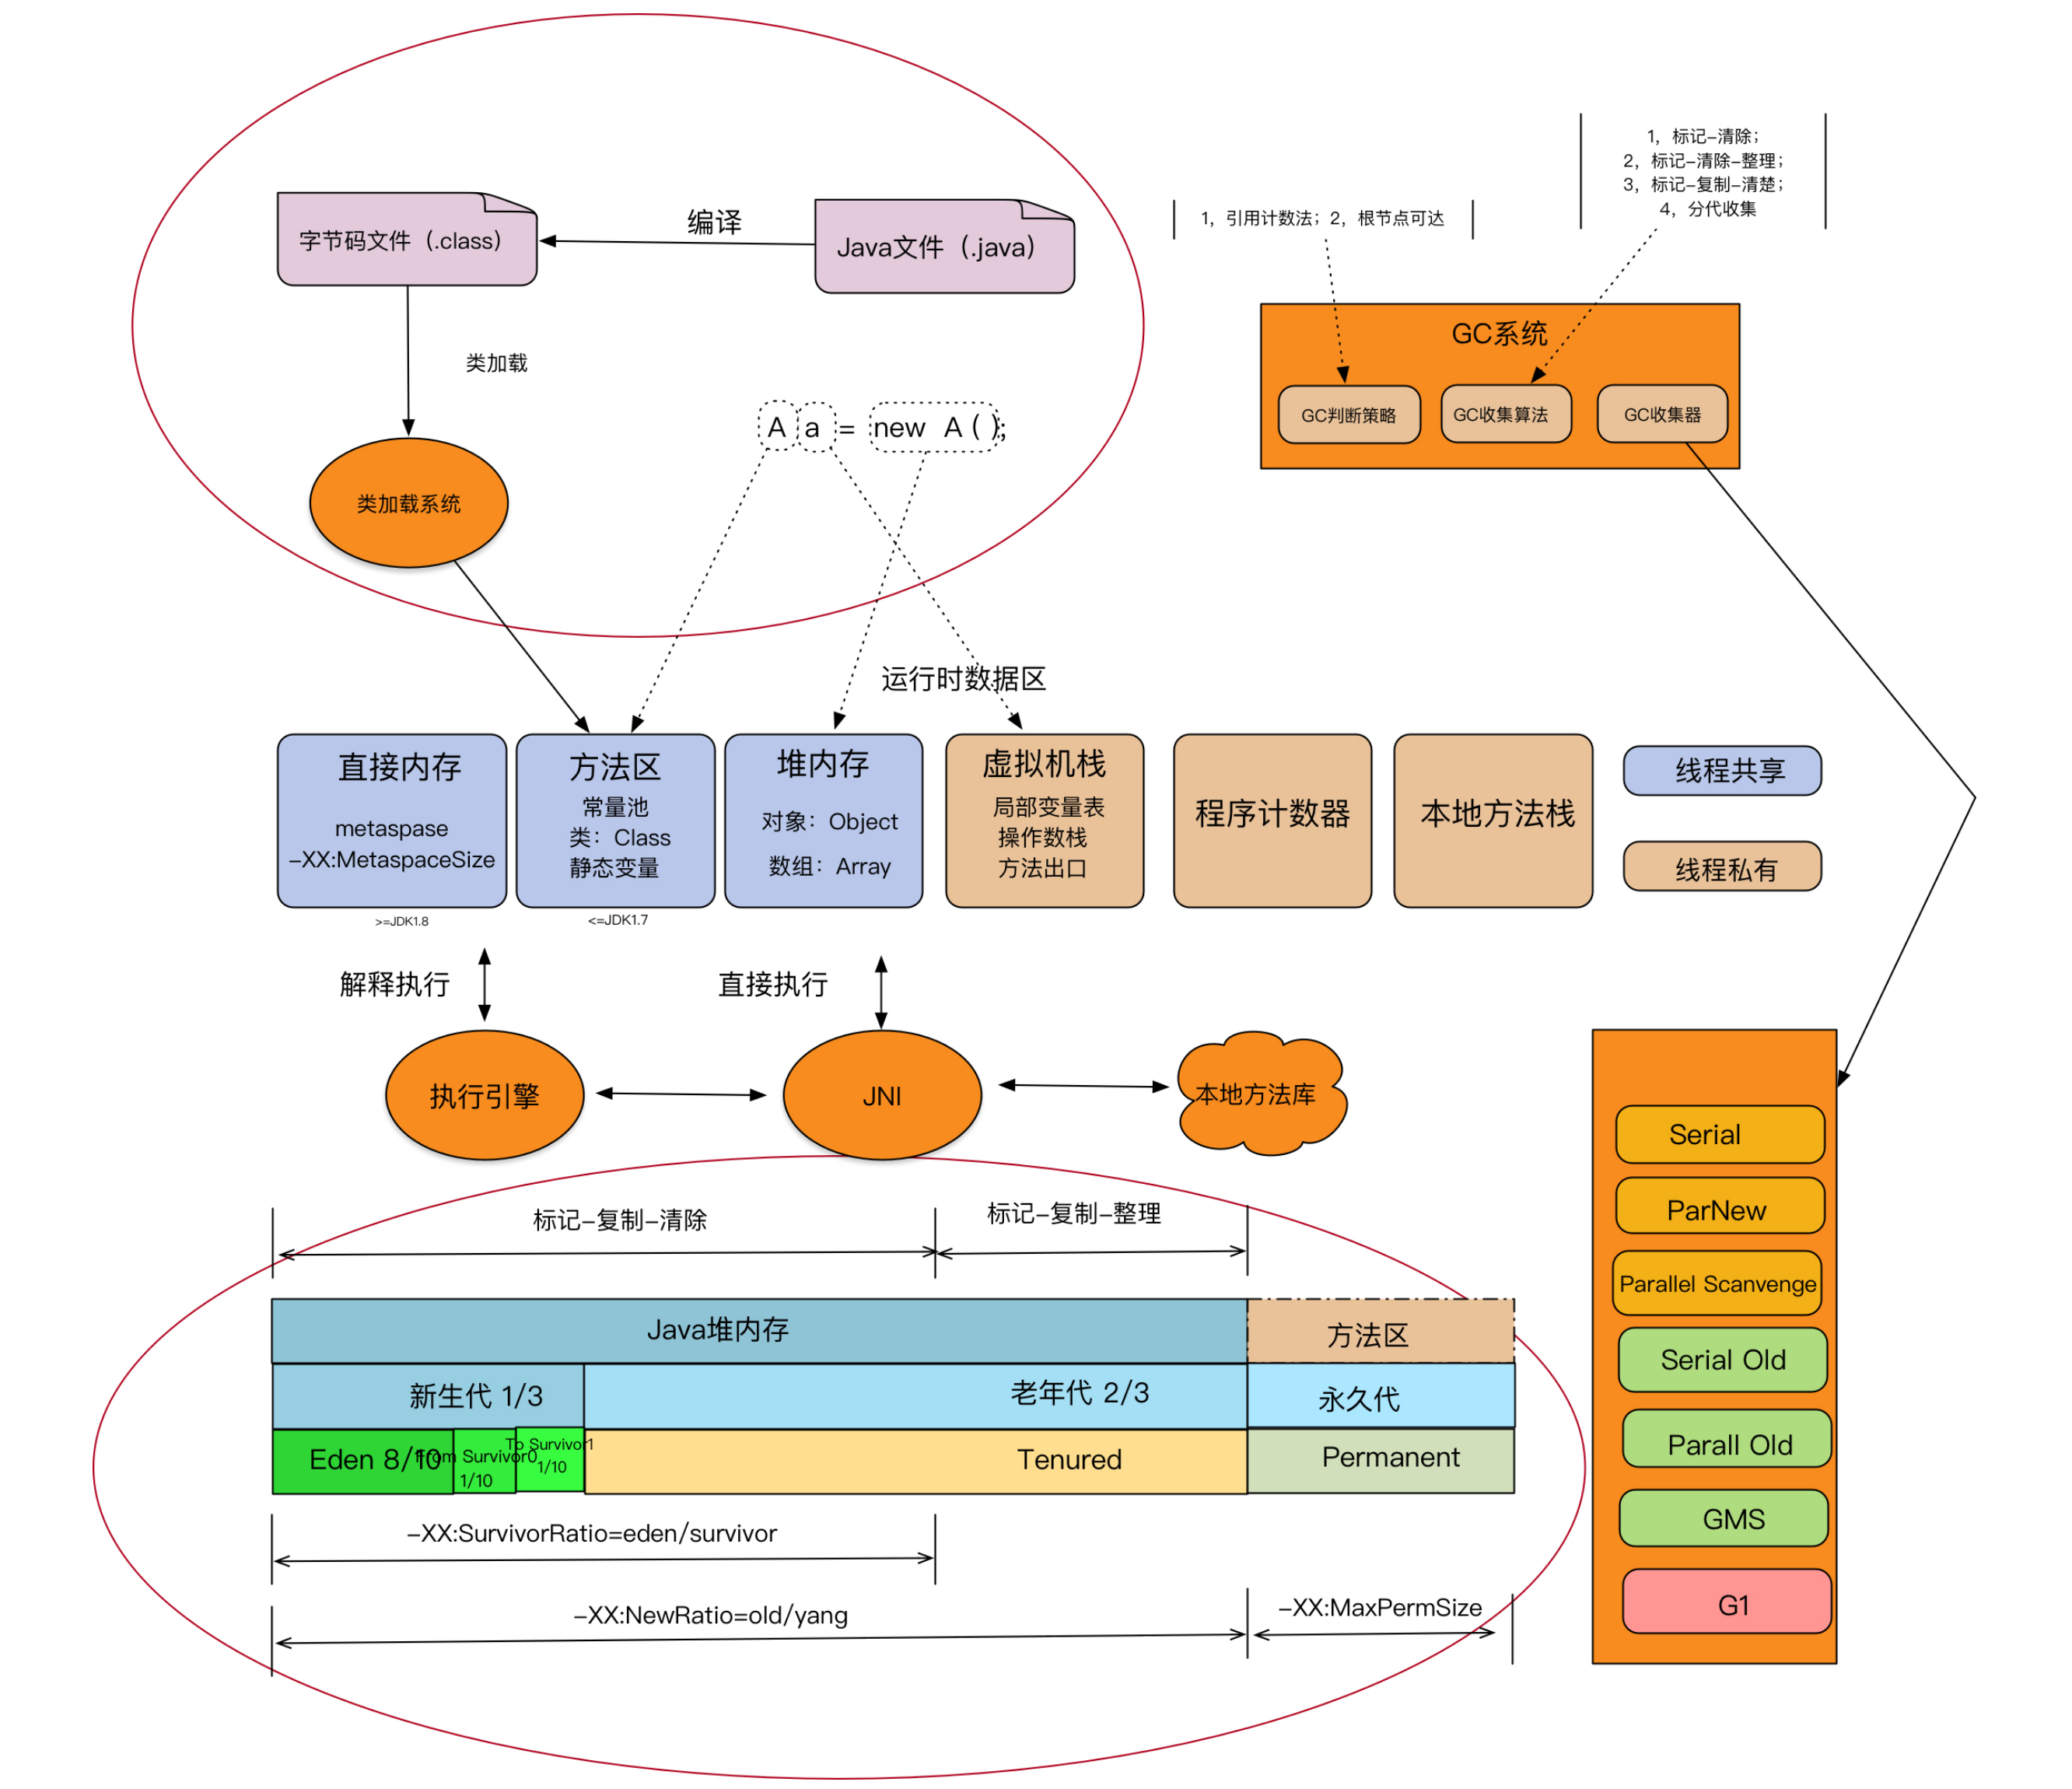 1，标记-清除；
2，标记-清除-整理；
3，标记-复制-清楚；
4，分代收集
1，引用计数法；2，根节点可达
字节码文件（.class）
编译
Java文件（.java）
GC系统
类加载
GC判断策略
GC收集算法
GC收集器
A a = new A();
类加载系统
运行时数据区
直接内存
metaspase
-XX:MetaspaceSize
>=JDK1.8
方法区
常量池
类：Class
静态变量
<=JDK1.7
堆内存
对象：Object
数组：Array
虚拟机栈
局部变量表
操作数栈
方法出口
程序计数器
本地方法栈
线程共享
线程私有
解释执行
直接执行
执行引擎
JNI
本地方法库
Serial
ParNew
Parallel Scanvenge
Serial Old
Parall Old
GMS
G1
标记-复制-清除
标记-复制-整理
Java堆内存
方法区
新生代 1/3
老年代 2/3
永久代
Eden 8/10
From Survivor0
1/10
To Survivor1
1/10
Tenured
Permanent
-XX:SurvivorRatio=eden/survivor
-XX:NewRatio=old/yang
-XX:MaxPermSize